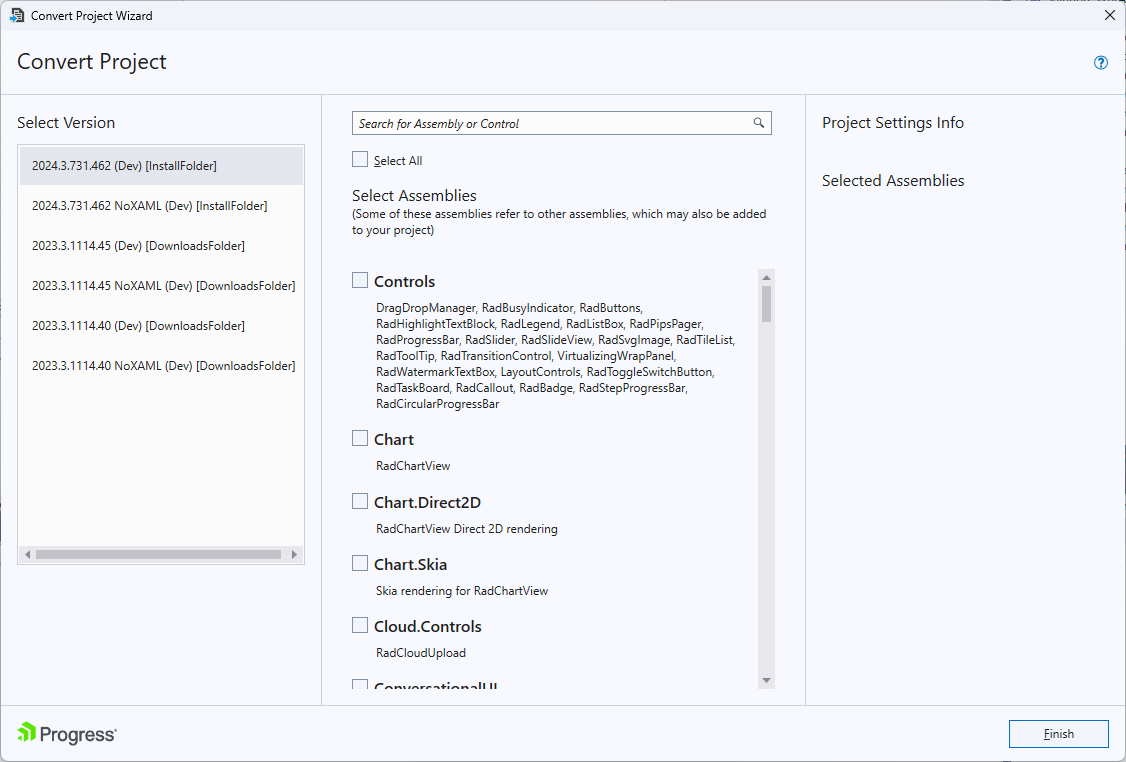 Convert Project Wizard
Convert Project
Select Version
2024.3.731.462 (Dev) [InstallFolder]
2024.3.731.462 NoXAML (Dev) [InstallFolder]
2023.3.1114.45 (Dev) [DownloadsFolder]
2023.3.1114.45 NoXAML (Dev) [DownloadsFolder]
2023.3.1114.40 (Dev) [DownloadsFolder]
2023.3.1114.40 NoXAML (Dev) [DownloadsFolder]
Search for Assembly or Control
Select All
Select Assemblies
(Some of these assemblies refer to other assemblies, which may also be added
to your project)
Controls
DragDropManager, RadBusyIndicator, RadButtons,
RadHighlightTextBlock, RadLegend, RadListBox, RadPipsPager,
RadProgressBar, RadSlider, RadSlideView, RadSvgImage, RadTileList,
RadToolTip, RadTransitionControl, VirtualizingWrapPanel,
RadWatermarkTextBox, LayoutControls, RadToggleSwitchButton,
RadTaskBoard, RadCallout, RadBadge, RadStepProgressBar,
RadCircularProgressBar
Chart
RadChartView
Chart.Direct2D
RadChartView Direct 2D rendering
Chart.Skia
Skia rendering for RadChartView
Cloud.Controls
RadCloudUpload
ConversationalUI
Project Settings Info
Selected Assemblies
Progress
Finish